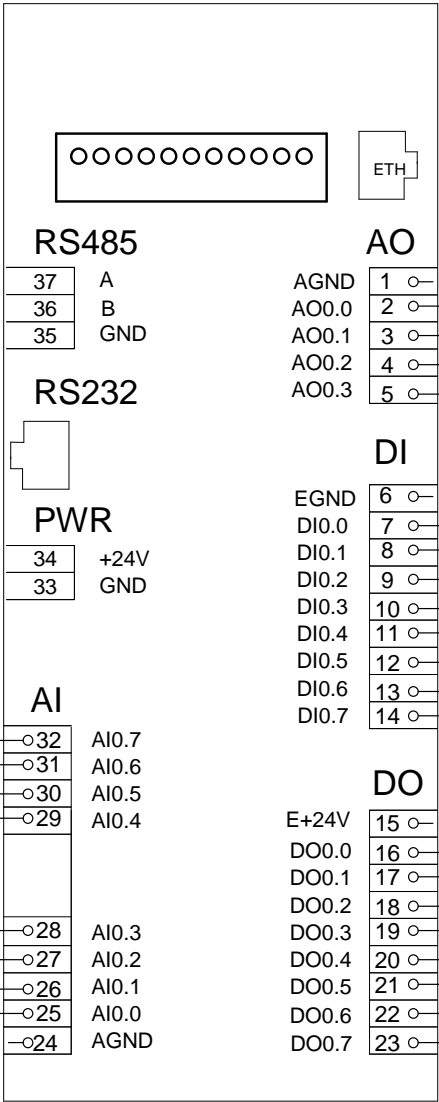 ETH
RS485
37 A
36 B
35 GND
RS232
PWR
34 +24V
33 GND
AI
32 AI0.7
31 AI0.6
30 AI0.5
29 AI0.4
28 AI0.3
27 AI0.2
26 AI0.1
25 AI0.0
24 AGND
AO
AGND 1
AO0.0 2
AO0.1 3
AO0.2 4
AO0.3 5
DI
EGND 6
DI0.0 7
DI0.1 8
DI0.2 9
DI0.3 10
DI0.4 11
DI0.5 12
DI0.6 13
DI0.7 14
DO
E+24V 15
DO0.0 16
DO0.1 17
DO0.2 18
DO0.3 19
DO0.4 20
DO0.5 21
DO0.6 22
DO0.7 23